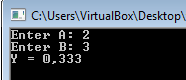 C:\Users\VirtualBox\Desktop\
Enter A: 2
Enter B: 3
Y = 0,333